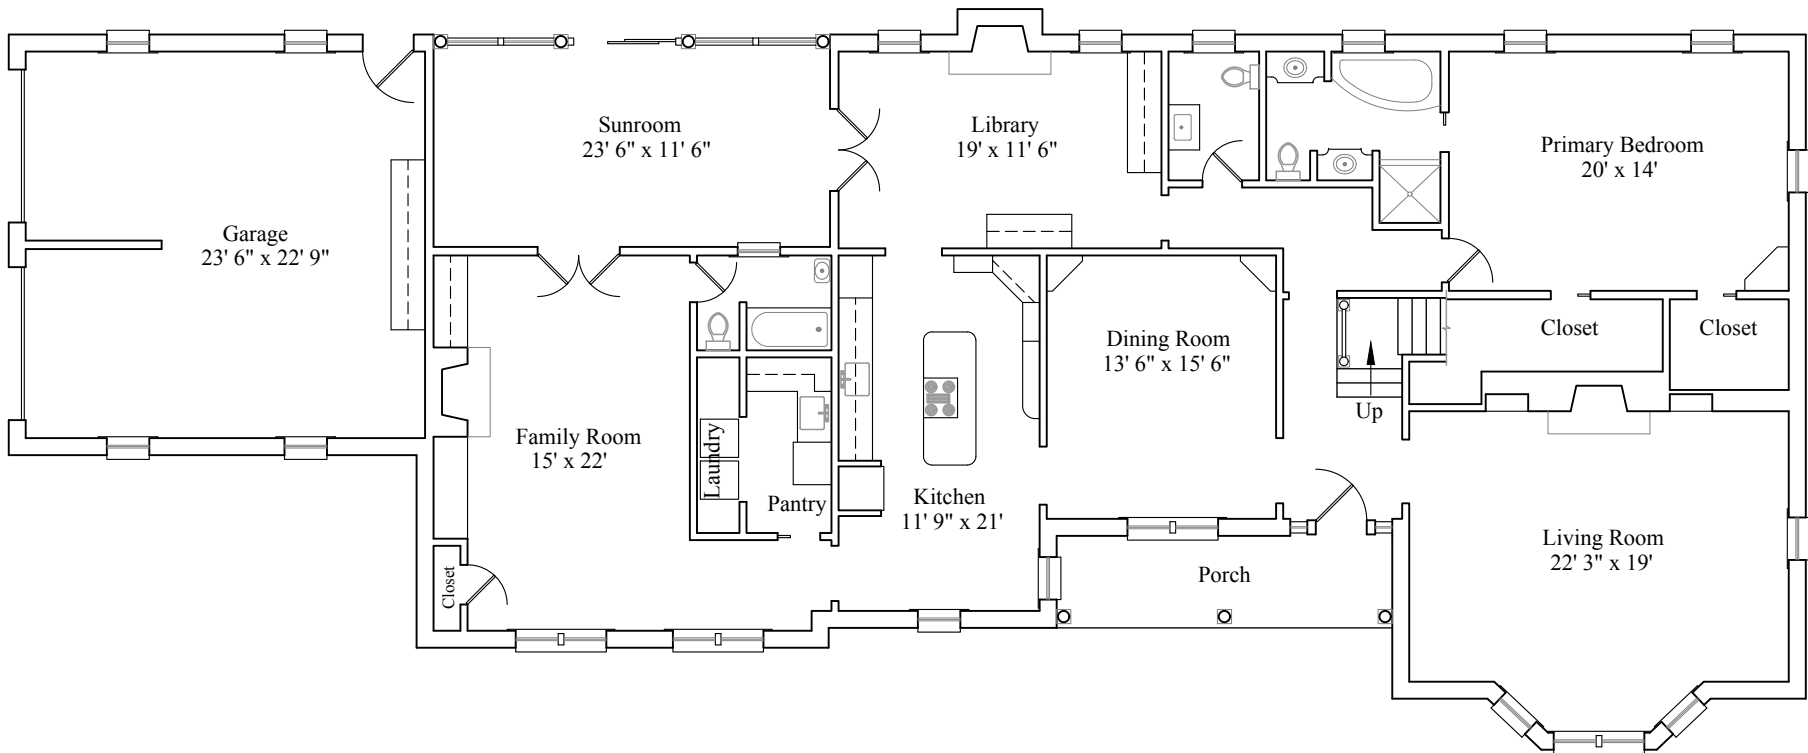 Sunroom
23' 6" x 11' 6"
Library
19' x 11' 6"
Primary Bedroom
20' x 14'
Garage
23' 6" x 22' 9"
Closet
Closet
Dining Room
13' 6" x 15' 6"
Up
Family Room
15' x 22'
Laundry
Pantry
Kitchen
11' 9" x 21'
Living Room
22' 3" x 19'
Closet
Porch